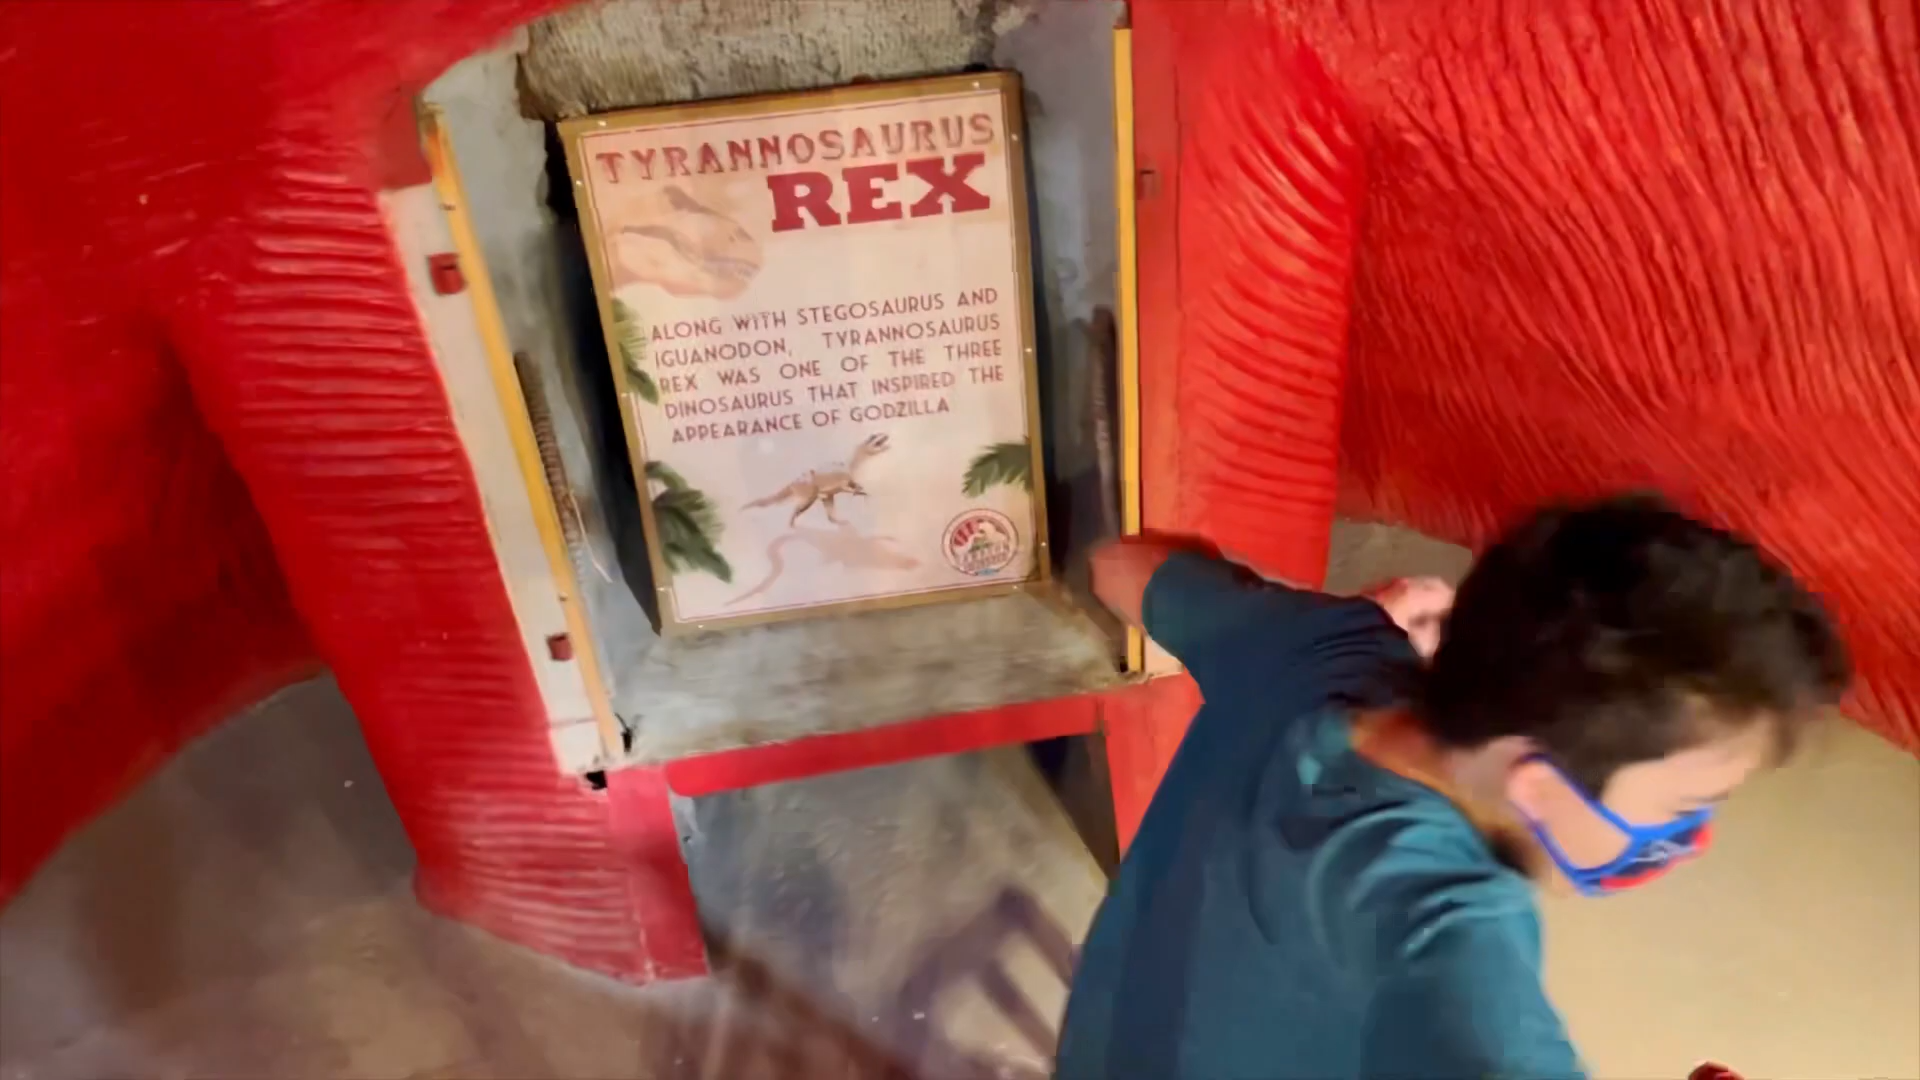 TYRANNOSAURUS
REX
ALONG WITH STEGOSAURUS AND
IGUANODON, TYRANNOSAURUS
REX WAS ONE OF THE THREE
DINOSAURUS THAT INSPIRED THE
APPEARANCE OF GODZILLA